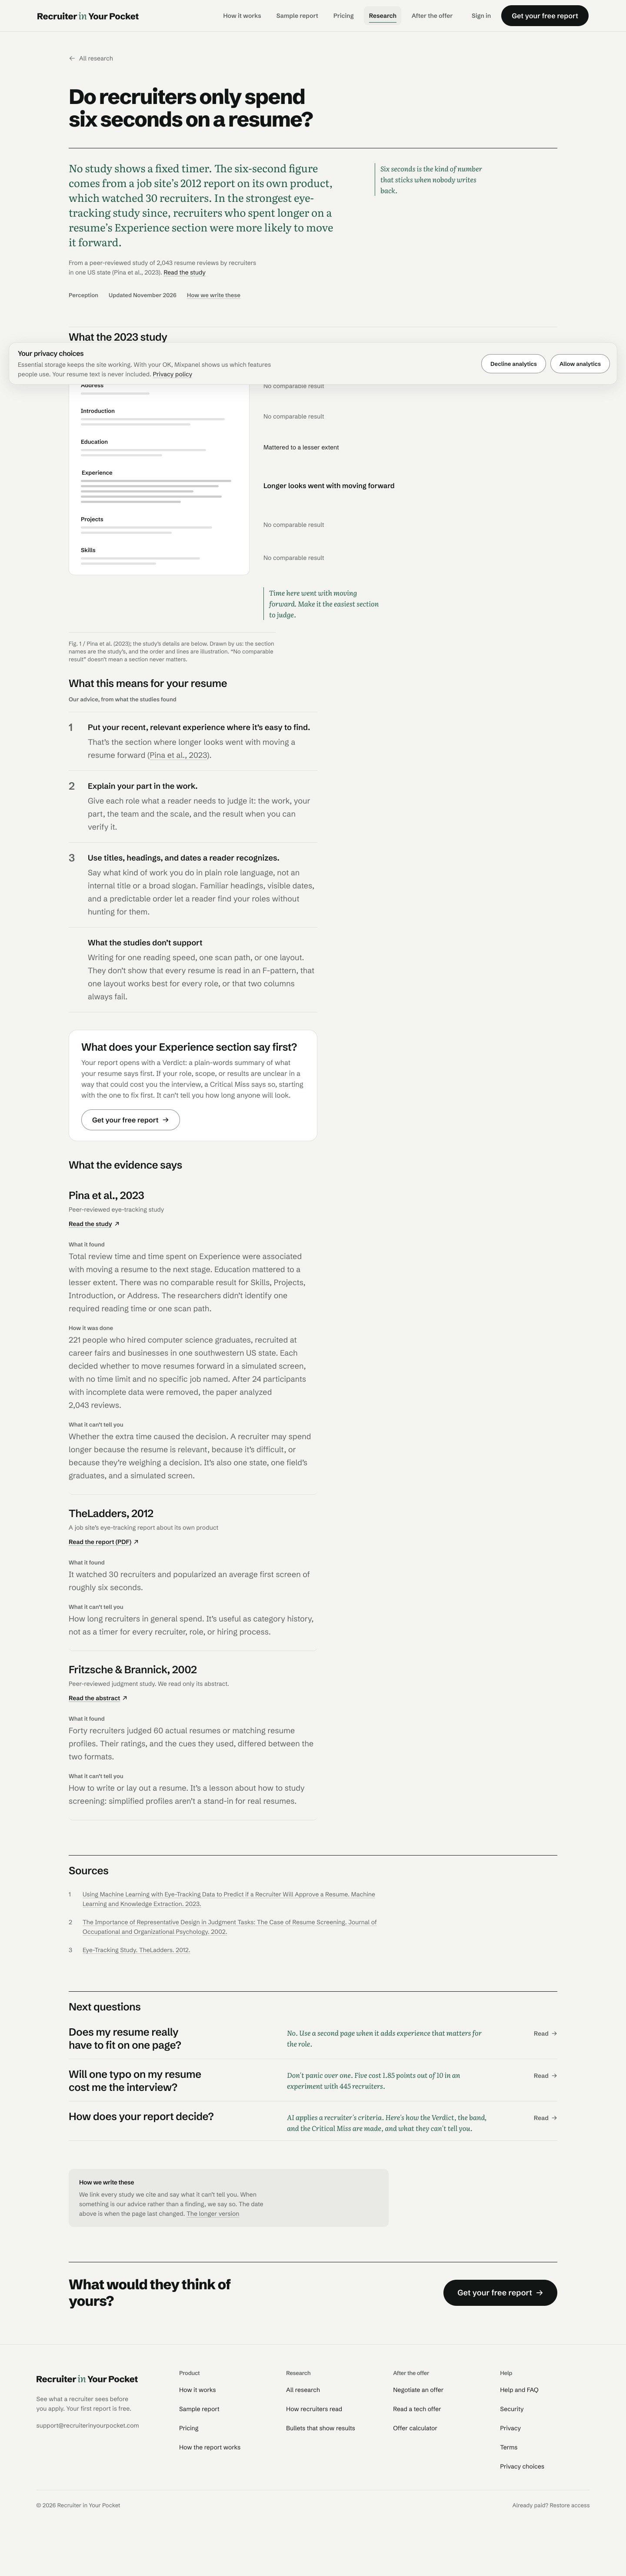 Recruiter in Your Pocket
How it works
Sample report
Pricing
Research
After the offer
Sign in
Get your free report
← All research
Do recruiters only spend
six seconds on a resume?
No study shows a fixed timer. The six-second figure
comes from a job site's 2012 report on its own product,
which watched 30 recruiters. In the strongest eye-
tracking study since, recruiters who spent longer on a
resume's Experience section were more likely to move
it forward.
Six seconds is the kind of number
that sticks when nobody writes
back.
From a peer-reviewed study of 2,043 resume reviews by recruiters
in one US state (Pina et al., 2023). Read the study
Perception
Updated November 2026
How we write these
What the 2023 study
Your privacy choices
Essential storage keeps the site working. With your OK, Mixpanel shows us which features
people use. Your resume text is never included. Privacy policy
Decline analytics
Allow analytics
Address
No comparable result
Introduction
No comparable result
Education
Mattered to a lesser extent
Experience
Longer looks went with moving forward
Projects
No comparable result
Skills
No comparable result
Time here went with moving
forward. Make it the easiest section
to judge.
Fig. 1 / Pina et al. (2023); the study's details are below. Drawn by us: the section
names are the study's, and the order and lines are illustration. “No comparable
result” doesn't mean a section never matters.
What this means for your resume
Our advice, from what the studies found
1
Put your recent, relevant experience where it's easy to find.
That's the section where longer looks went with moving a
resume forward (Pina et al., 2023).
2
Explain your part in the work.
Give each role what a reader needs to judge it: the work, your
part, the team and the scale, and the result when you can
verify it.
3
Use titles, headings, and dates a reader recognizes.
Say what kind of work you do in plain role language, not an
internal title or a broad slogan. Familiar headings, visible dates,
and a predictable order let a reader find your roles without
hunting for them.
What the studies don't support
Writing for one reading speed, one scan path, or one layout.
They don't show that every resume is read in an F-pattern, that
one layout works best for every role, or that two columns
always fail.
What does your Experience section say first?
Your report opens with a Verdict: a plain-words summary of what
your resume says first. If your role, scope, or results are unclear in a
way that could cost you the interview, a Critical Miss says so, starting
with the one to fix first. It can't tell you how long anyone will look.
Get your free report →
What the evidence says
Pina et al., 2023
Peer-reviewed eye-tracking study
Read the study ↗
What it found
Total review time and time spent on Experience were associated
with moving a resume to the next stage. Education mattered to a
lesser extent. There was no comparable result for Skills, Projects,
Introduction, or Address. The researchers didn't identify one
required reading time or one scan path.
How it was done
221 people who hired computer science graduates, recruited at
career fairs and businesses in one southwestern US state. Each
decided whether to move resumes forward in a simulated screen,
with no time limit and no specific job named. After 24 participants
with incomplete data were removed, the paper analyzed
2,043 reviews.
What it can't tell you
Whether the extra time caused the decision. A recruiter may spend
longer because the resume is relevant, because it's difficult, or
because they're weighing a decision. It's also one state, one field's
graduates, and a simulated screen.
TheLadders, 2012
A job site's eye-tracking report about its own product
Read the report (PDF) ↗
What it found
It watched 30 recruiters and popularized an average first screen of
roughly six seconds.
What it can't tell you
How long recruiters in general spend. It's useful as category history,
not as a timer for every recruiter, role, or hiring process.
Fritzsche & Brannick, 2002
Peer-reviewed judgment study. We read only its abstract.
Read the abstract ↗
What it found
Forty recruiters judged 60 actual resumes or matching resume
profiles. Their ratings, and the cues they used, differed between the
two formats.
What it can't tell you
How to write or lay out a resume. It's a lesson about how to study
screening: simplified profiles aren't a stand-in for real resumes.
Sources
1
Using Machine Learning with Eye-Tracking Data to Predict if a Recruiter Will Approve a Resume. Machine
Learning and Knowledge Extraction. 2023.
2
The Importance of Representative Design in Judgment Tasks: The Case of Resume Screening. Journal of
Occupational and Organizational Psychology. 2002.
3
Eye-Tracking Study. TheLadders. 2012.
Next questions
Does my resume really
have to fit on one page?
No. Use a second page when it adds experience that matters for
the role.
Read →
Will one typo on my resume
cost me the interview?
Don't panic over one. Five cost 1.85 points out of 10 in an
experiment with 445 recruiters.
Read →
How does your report decide?
AI applies a recruiter's criteria. Here's how the Verdict, the band,
and the Critical Miss are made, and what they can't tell you.
Read →
How we write these
We link every study we cite and say what it can't tell you. When
something is our advice rather than a finding, we say so. The date
above is when the page last changed. The longer version
What would they think of
yours?
Get your free report →
Recruiter in Your Pocket
See what a recruiter sees before
you apply. Your first report is free.
support@recruiterinyourpocket.com
Product
How it works
Sample report
Pricing
How the report works
Research
All research
How recruiters read
Bullets that show results
After the offer
Negotiate an offer
Read a tech offer
Offer calculator
Help
Help and FAQ
Security
Privacy
Terms
Privacy choices
© 2026 Recruiter in Your Pocket
Already paid? Restore access